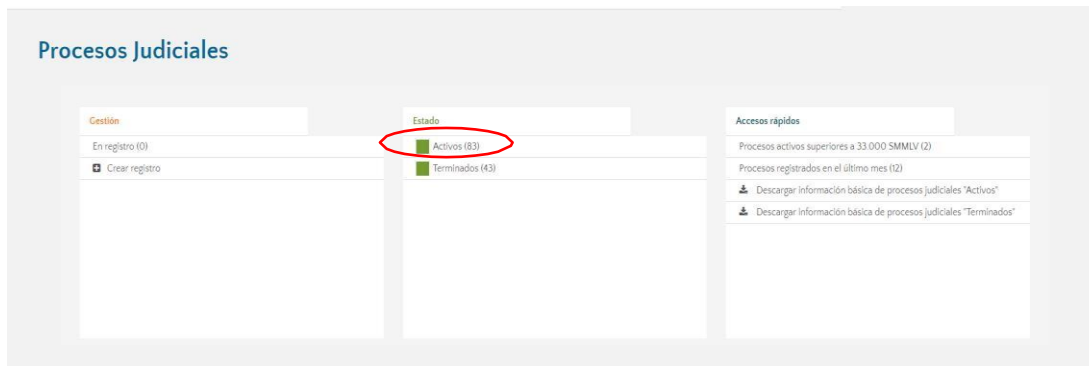 Procesos Judiciales
Gestión
En registro (0)
Crear registro
Estado
Activos (83)
Terminados (43)
Accesos rápidos
Procesos activos superiores a 33.000 SMMLV (2)
Procesos registrados en el último mes (12)
Descargar información básica de procesos judiciales "Activos"
Descargar información básica de procesos judiciales "Terminados"